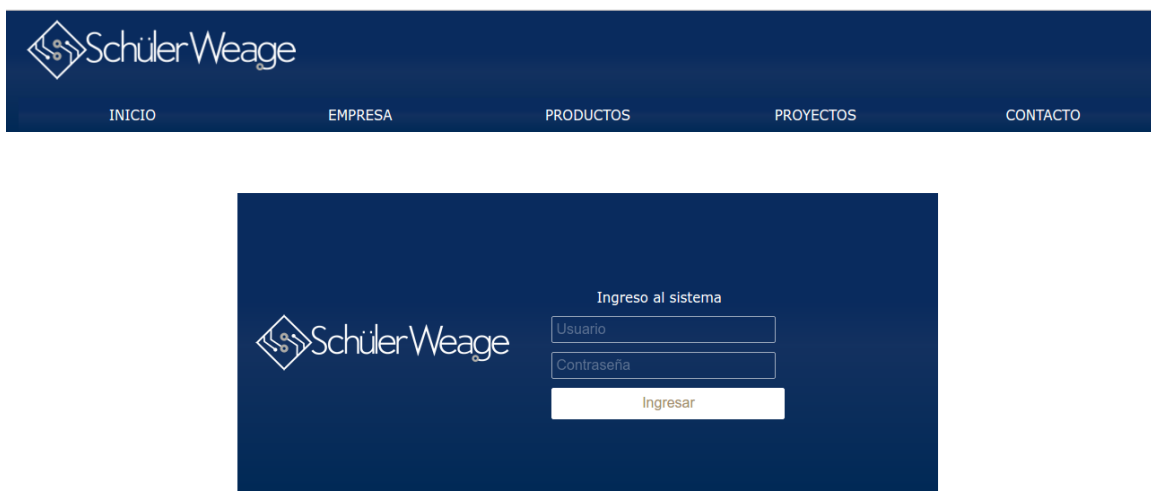 SchülerWeage
INICIO EMPRESA PRODUCTOS PROYECTOS CONTACTO
SchülerWeage
Ingreso al sistema
Usuario
Contraseña
Ingresar